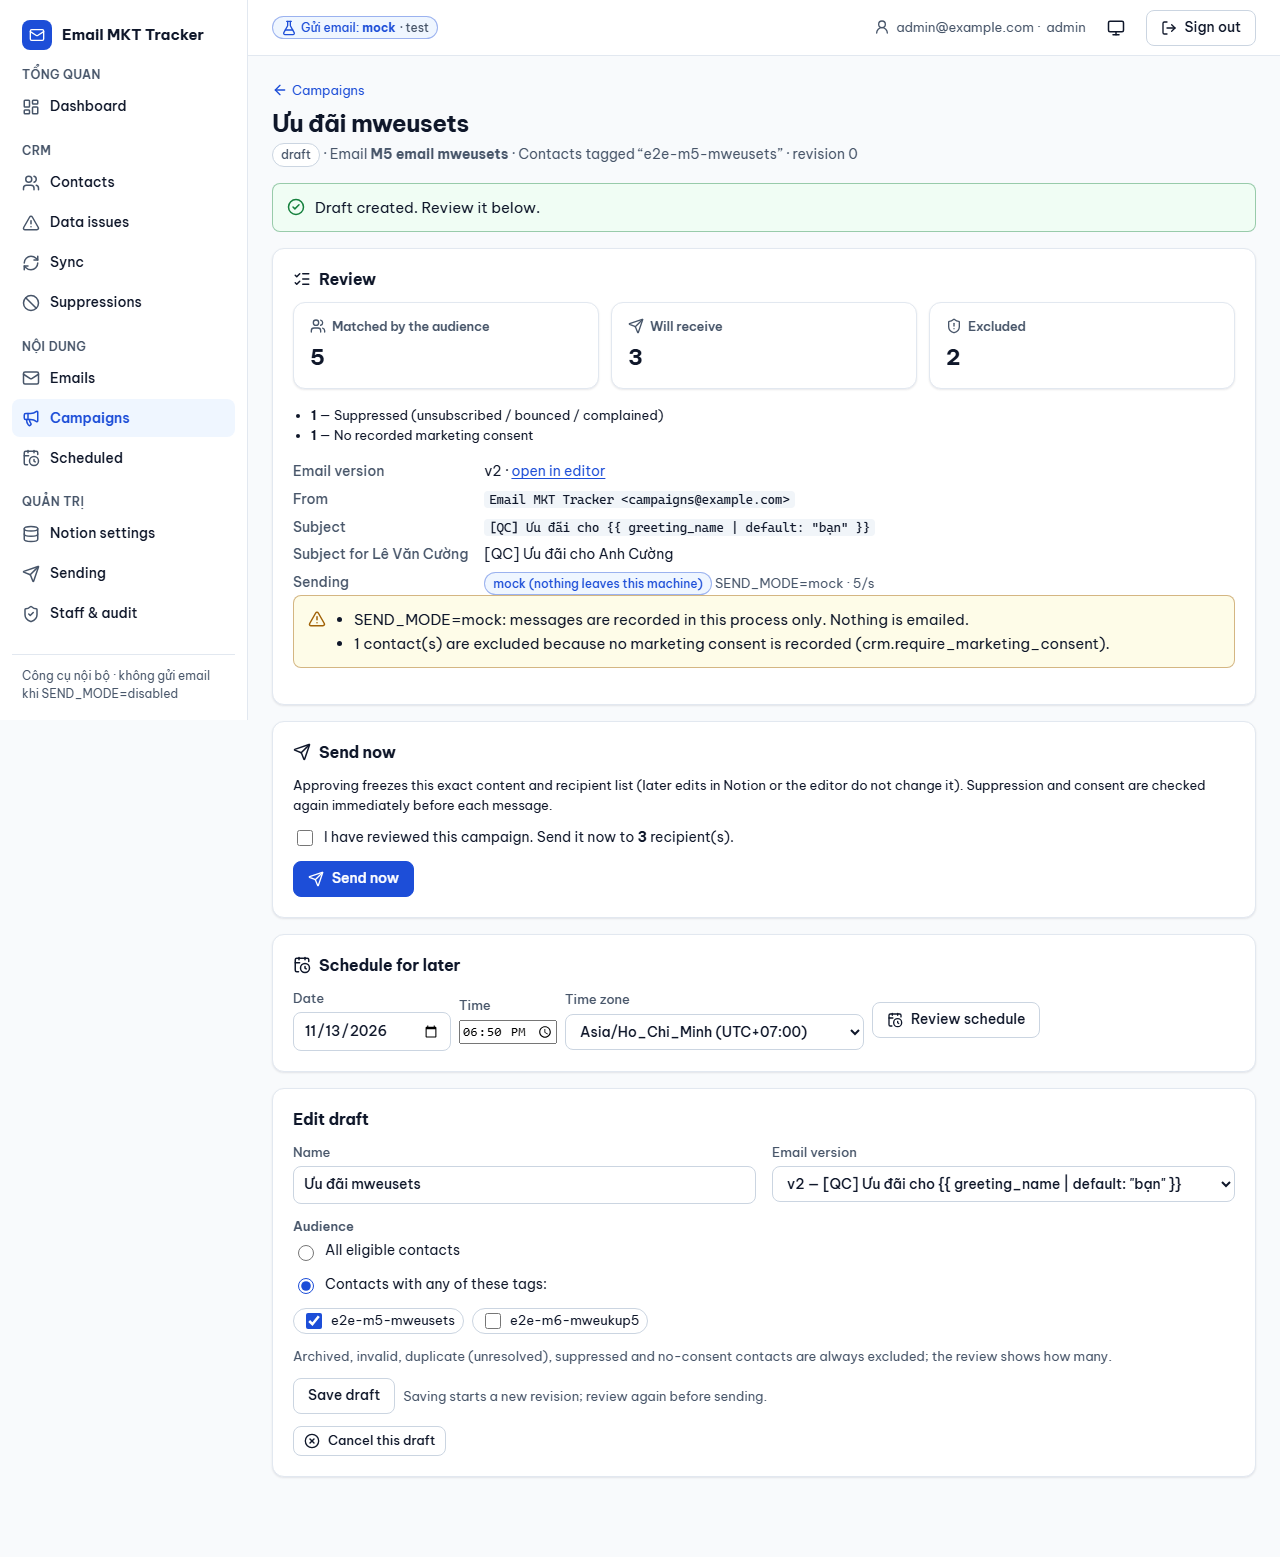 Email MKT Tracker
TỔNG QUAN
Dashboard
CRM
Contacts
Data issues
Sync
Suppressions
NỘI DUNG
Emails
Campaigns
Scheduled
QUẢN TRỊ
Notion settings
Sending
Staff & audit
Công cụ nội bộ · không gửi email
khi SEND_MODE=disabled
Gửi email: mock · test
admin@example.com · admin
Sign out
Campaigns
Ưu đãi mweusets
draft · Email M5 email mweusets · Contacts tagged “e2e-m5-mweusets” · revision 0
Draft created. Review it below.
Review
Matched by the audience
5
Will receive
3
Excluded
2
• 1 — Suppressed (unsubscribed / bounced / complained)
• 1 — No recorded marketing consent
Email version v2 · open in editor
From Email MKT Tracker <campaigns@example.com>
Subject [QC] Ưu đãi cho {{ greeting_name | default: "bạn" }}
Subject for Lê Văn Cường [QC] Ưu đãi cho Anh Cường
Sending mock (nothing leaves this machine) SEND_MODE=mock · 5/s
• SEND_MODE=mock: messages are recorded in this process only. Nothing is emailed.
• 1 contact(s) are excluded because no marketing consent is recorded (crm.require_marketing_consent).
Send now
Approving freezes this exact content and recipient list (later edits in Notion or the editor do not change it). Suppression and consent are checked
again immediately before each message.
I have reviewed this campaign. Send it now to 3 recipient(s).
Send now
Schedule for later
Date Time Time zone
11/13/2026 06:50 PM Asia/Ho_Chi_Minh (UTC+07:00) Review schedule
Edit draft
Name Email version
Ưu đãi mweusets v2 — [QC] Ưu đãi cho {{ greeting_name | default: "bạn" }}
Audience
All eligible contacts
Contacts with any of these tags:
e2e-m5-mweusets e2e-m6-mweukup5
Archived, invalid, duplicate (unresolved), suppressed and no-consent contacts are always excluded; the review shows how many.
Save draft Saving starts a new revision; review again before sending.
Cancel this draft